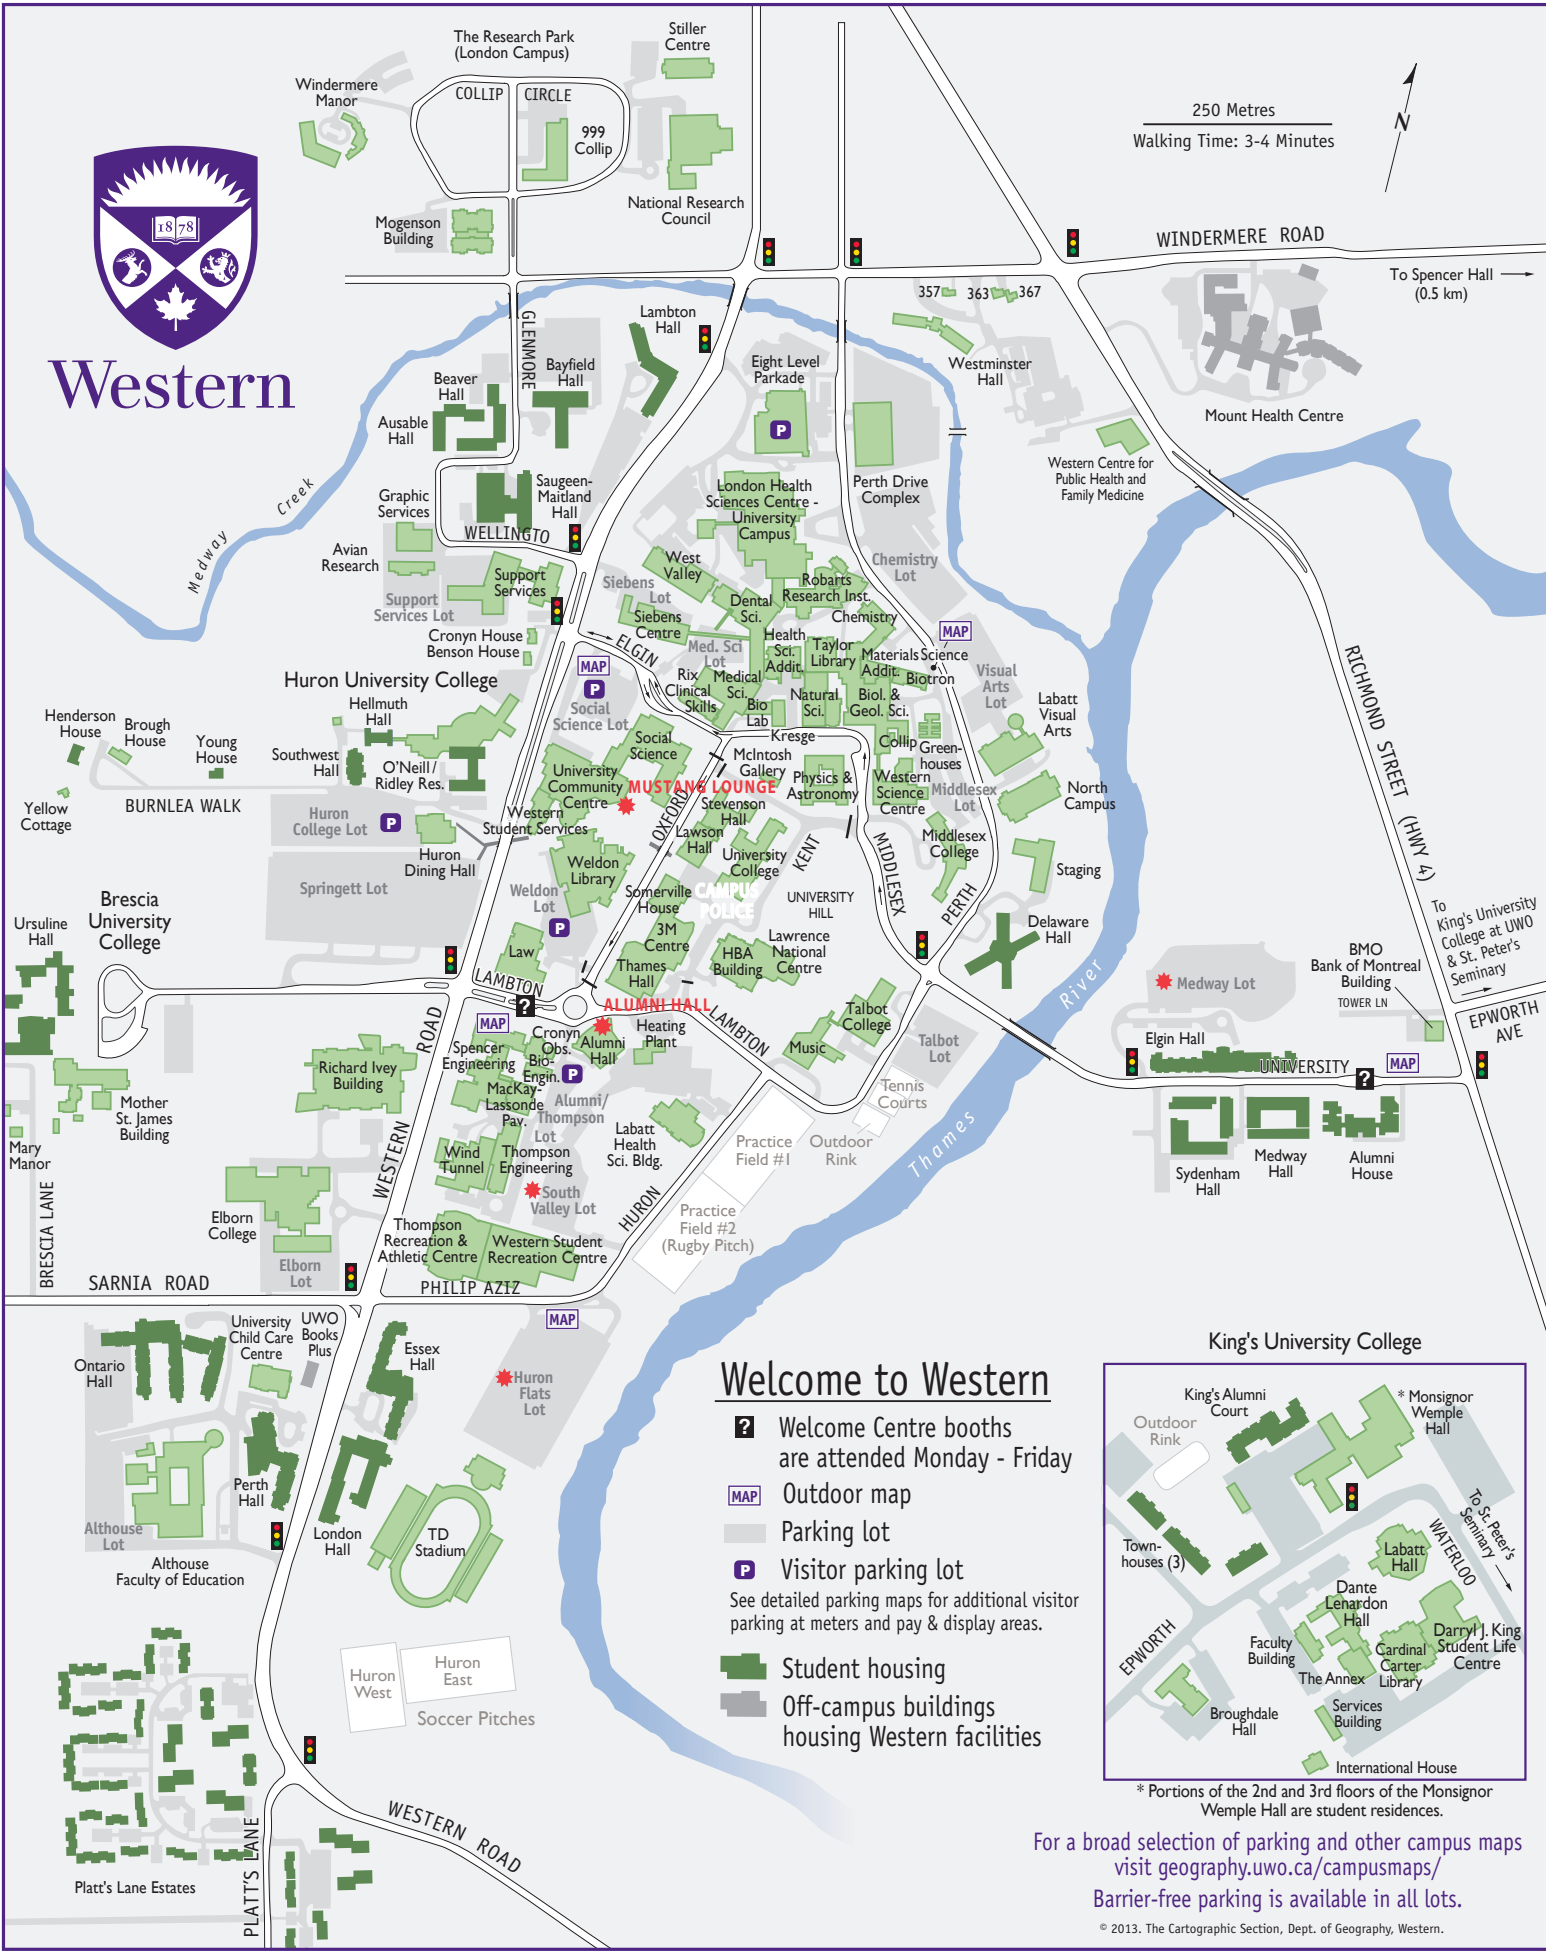 The Research Park
(London Campus)
Stiller
Centre
Windermere
Manor
COLLIP CIRCLE
999
Collip
250 Metres
Walking Time: 3-4 Minutes
N
National Research
Council
Mogenson
Building
1878
Western
WINDERMERE ROAD
To Spencer Hall
(0.5 km)
357
363
367
Lambton
Hall
GLENMORE
Bayfield
Hall
Eight Level
Parkade
P
Westminster
Hall
Beaver
Hall
Ausable
Hall
Mount Health Centre
Western Centre for
Public Health and
Family Medicine
Medway Creek
Graphic
Services
Saugeen-
Maitland
Hall
WELLINGTO
London Health
Sciences Centre -
University
Campus
Perth Drive
Complex
Avian
Research
Support
Services
Support
Services Lot
West
Valley
Siebens
Lot
Siebens
Centre
Robarts
Research Inst.
Dental
Sci.
Chemistry
Chemistry
Lot
MAP
Cronyn House
Benson House
ELGIN
MAP
P
Med. Sci
Lot
Health
Sci.
Addit.
Taylor
Library
Materials Science
Addit.
Biotron
Visual
Arts
Lot
Huron University College
Hellmuth
Hall
Social
Science Lot
Rix
Clinical
Skills
Medical
Sci.
Bio
Lab
Natural
Sci.
Biol. &
Geol. Sci.
Labatt
Visual
Arts
RICHMOND STREET (HWY 4)
Henderson
House
Brough
House
Young
House
Southwest
Hall
O'Neill/
Ridley Res.
Social
Science
Kresge
Collip
Green-
houses
McIntosh
Gallery
Physics &
Astronomy
Western
Science
Centre
Middlesex
Lot
North
Campus
Yellow
Cottage
BURNLEA WALK
Huron
College Lot
P
University
Community
Centre
MUSTANG LOUNGE
Western
Student Services
Stevenson
Hall
OXFORD
Lawson
Hall
University
College
KENT
MIDDLESEX
Middlesex
College
Huron
Dining Hall
Weldon
Library
Staging
Springett Lot
Weldon
Lot
P
Somerville
House
CAMPUS
POLICE
UNIVERSITY
HILL
PERTH
Brescia
University
College
Ursuline
Hall
Law
3M
Centre
HBA
Building
Lawrence
National
Centre
Delaware
Hall
To
King's University
College at UWO
& St. Peter's
Seminary
BMO
Bank of Montreal
Building
TOWER LN
EPWORTH
AVE
LAMBTON
?
Thames
Hall
ALUMNI HALL
LAMBTON
Medway Lot
MAP
Cronyn
Obs.
Alumni
Hall
Heating
Plant
Talbot
College
Music
Talbot
Lot
Elgin Hall
UNIVERSITY
?
MAP
Thames River
ROAD
Richard Ivey
Building
Spencer
Engineering
Bio-
Engin.
P
MacKay-
Lassonde
Pav.
Alumni/
Thompson
Lot
Tennis
Courts
Mother
St. James
Building
Mary
Manor
WESTERN
Wind
Tunnel
Thompson
Engineering
Labatt
Health
Sci. Bldg.
Practice
Field #1
Outdoor
Rink
Sydenham
Hall
Medway
Hall
Alumni
House
South
Valley Lot
HURON
Practice
Field #2
(Rugby Pitch)
BRESCIA LANE
Elborn
College
Elborn
Lot
Thompson
Recreation &
Athletic Centre
Western Student
Recreation Centre
SARNIA ROAD
PHILIP AZIZ
MAP
University
Child Care
Centre
UWO
Books
Plus
Ontario
Hall
Essex
Hall
Huron
Flats
Lot
Perth
Hall
London
Hall
TD
Stadium
Althouse
Lot
Althouse
Faculty of Education
Huron
West
Huron
East
Soccer Pitches
WESTERN ROAD
PLATT'S LANE
Platt's Lane Estates
Welcome to Western
? Welcome Centre booths
are attended Monday - Friday
MAP Outdoor map
Parking lot
P Visitor parking lot
See detailed parking maps for additional visitor
parking at meters and pay & display areas.
Student housing
Off-campus buildings
housing Western facilities
King's University College
King's Alumni
Court
* Monsignor
Wemple
Hall
Outdoor
Rink
To St. Peter's
Seminary
WATERLOO
Town-
houses (3)
Labatt
Hall
Dante
Lenardon
Hall
EPWORTH
Faculty
Building
The Annex
Cardinal
Carter
Library
Darryl J. King
Student Life
Centre
Broughdale
Hall
Services
Building
International House
* Portions of the 2nd and 3rd floors of the Monsignor
Wemple Hall are student residences.
For a broad selection of parking and other campus maps
visit geography.uwo.ca/campusmaps/
Barrier-free parking is available in all lots.
© 2013. The Cartographic Section, Dept. of Geography, Western.